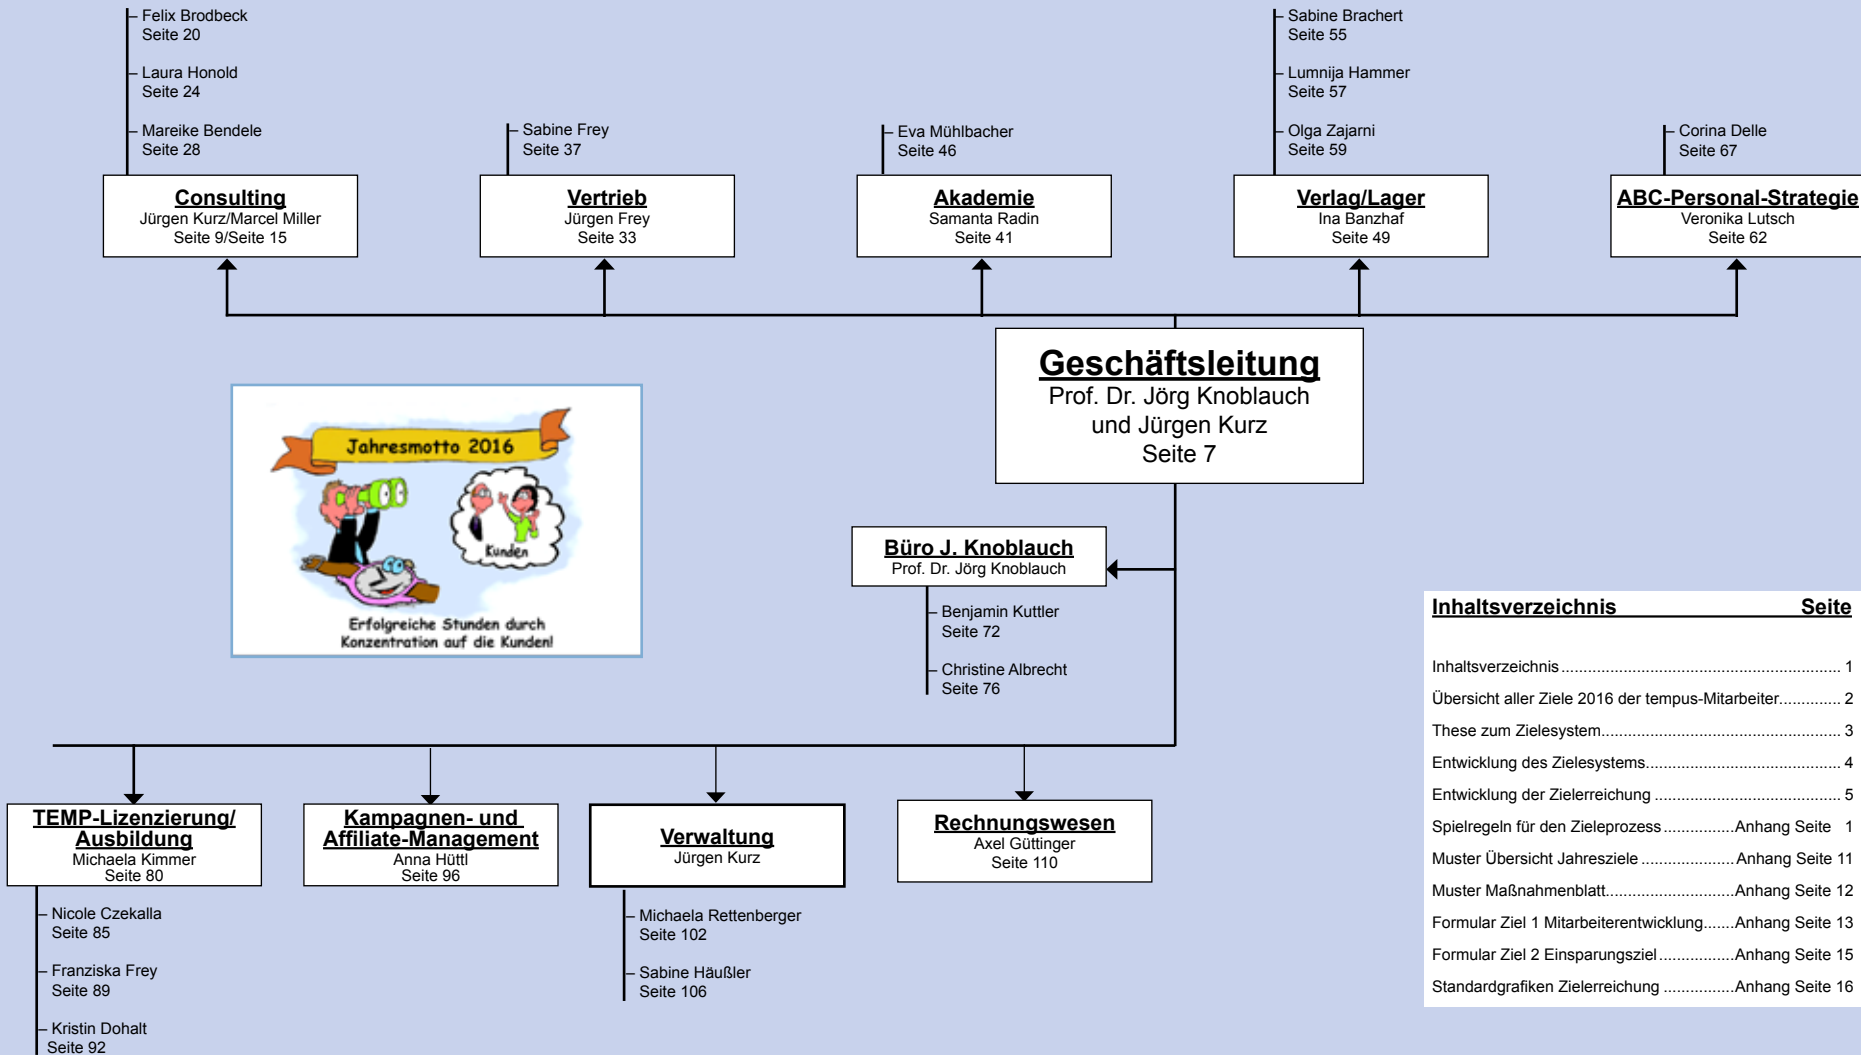 – Felix Brodbeck
Seite 20
– Laura Honold
Seite 24
– Mareike Bendele
Seite 28
Consulting
Jürgen Kurz/Marcel Miller
Seite 9/Seite 15
– Sabine Frey
Seite 37
Vertrieb
Jürgen Frey
Seite 33
– Eva Mühlbacher
Seite 46
Akademie
Samanta Radin
Seite 41
– Sabine Brachert
Seite 55
– Lumnija Hammer
Seite 57
– Olga Zajarni
Seite 59
Verlag/Lager
Ina Banzhaf
Seite 49
– Corina Delle
Seite 67
ABC-Personal-Strategie
Veronika Lutsch
Seite 62
Geschäftsleitung
Prof. Dr. Jörg Knoblauch
und Jürgen Kurz
Seite 7
Jahresmotto 2016
Kunden
Erfolgreiche Stunden durch
Konzentration auf die Kunden!
Büro J. Knoblauch
Prof. Dr. Jörg Knoblauch
– Benjamin Kuttler
Seite 72
– Christine Albrecht
Seite 76
TEMP-Lizenzierung/
Ausbildung
Michaela Kimmer
Seite 80
– Nicole Czekalla
Seite 85
– Franziska Frey
Seite 89
– Kristin Dohalt
Seite 92
Kampagnen- und
Affiliate-Management
Anna Hüttl
Seite 96
Verwaltung
Jürgen Kurz
– Michaela Rettenberger
Seite 102
– Sabine Häußler
Seite 106
Rechnungswesen
Axel Güttinger
Seite 110
Inhaltsverzeichnis Seite
Inhaltsverzeichnis.................................................................... 1
Übersicht aller Ziele 2016 der tempus-Mitarbeiter.............. 2
These zum Zielesystem.......................................................... 3
Entwicklung des Zielesystems............................................... 4
Entwicklung der Zielerreichung ............................................. 5
Spielregeln für den Zieleprozess.................Anhang Seite 1
Muster Übersicht Jahresziele ......................Anhang Seite 11
Muster Maßnahmenblatt...............................Anhang Seite 12
Formular Ziel 1 Mitarbeiterentwicklung.......Anhang Seite 13
Formular Ziel 2 Einsparungsziel..................Anhang Seite 15
Standardgrafiken Zielerreichung .................Anhang Seite 16